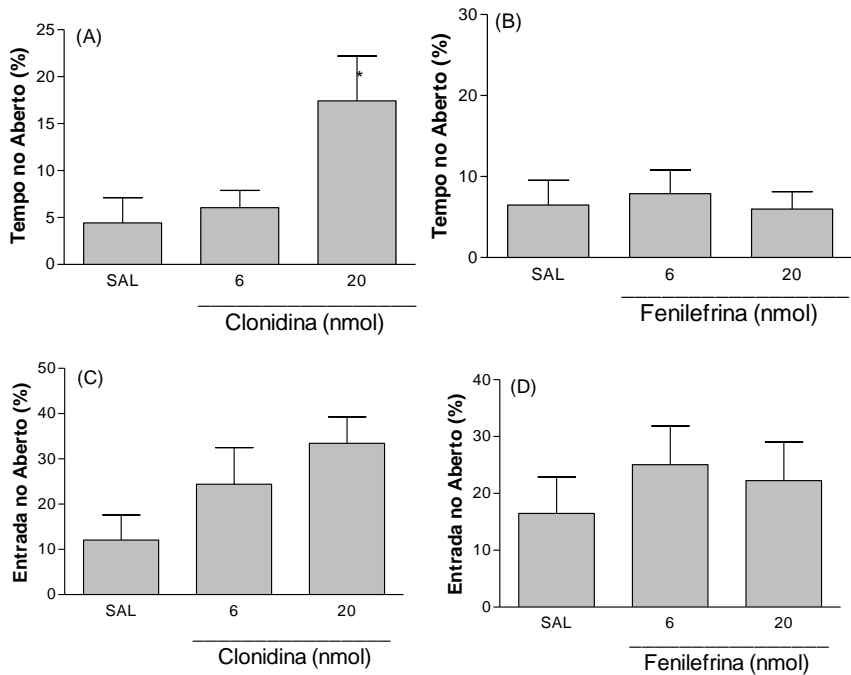 (A)
Tempo no Aberto (%)
25
20
15
10
5
0
*
SAL
6
20
Clonidina (nmol)
(B)
Tempo no Aberto (%)
30
20
10
0
SAL
6
20
Fenilefrina (nmol)
(C)
Entrada no Aberto (%)
50
40
30
20
10
0
SAL
6
20
Clonidina (nmol)
(D)
Entrada no Aberto (%)
40
30
20
10
0
SAL
6
20
Fenilefrina (nmol)